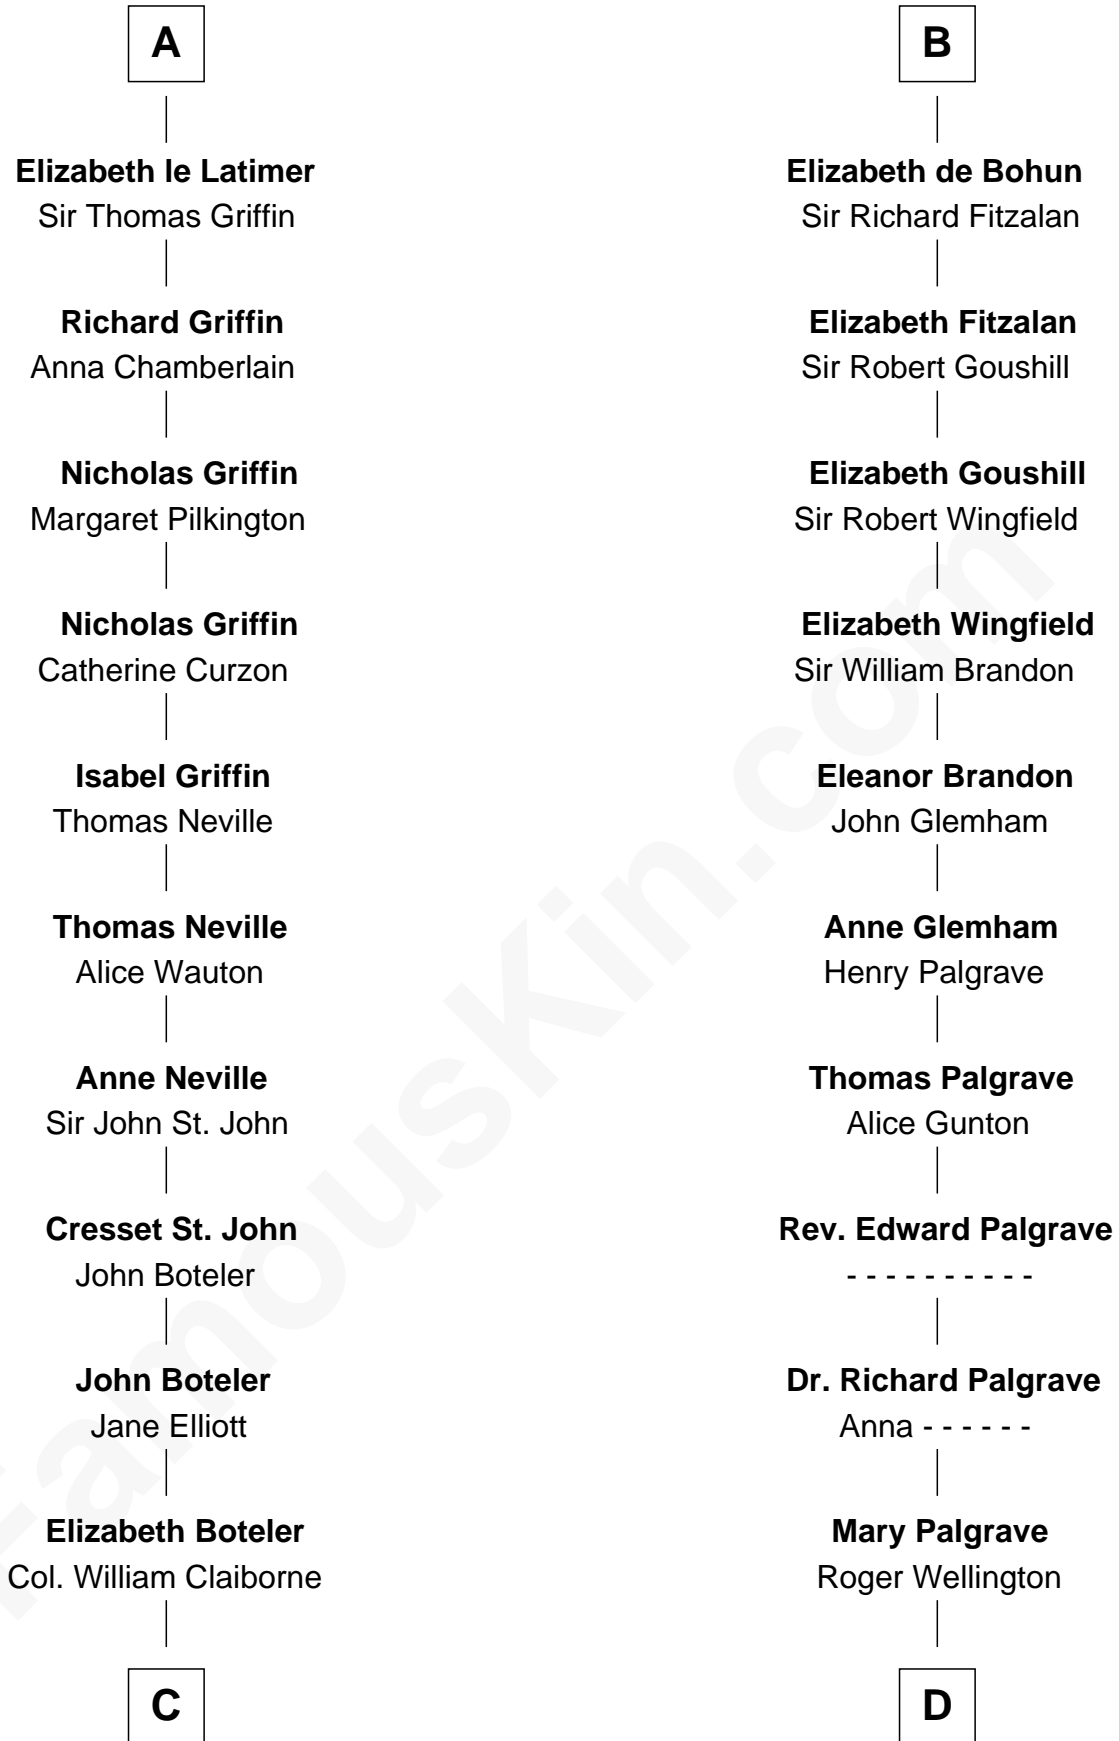 A
Elizabeth le Latimer
Sir Thomas Griffin
Richard Griffin
Anna Chamberlain
Nicholas Griffin
Margaret Pilkington
Nicholas Griffin
Catherine Curzon
Isabel Griffin
Thomas Neville
Thomas Neville
Alice Wauton
Anne Neville
Sir John St. John
Cresset St. John
John Boteler
John Boteler
Jane Elliott
Elizabeth Boteler
Col. William Claiborne
C
B
Elizabeth de Bohun
Sir Richard Fitzalan
Elizabeth Fitzalan
Sir Robert Goushill
Elizabeth Goushill
Sir Robert Wingfield
Elizabeth Wingfield
Sir William Brandon
Eleanor Brandon
John Glemham
Anne Glemham
Henry Palgrave
Thomas Palgrave
Alice Gunton
Rev. Edward Palgrave
- - - - - - - - - -
Dr. Richard Palgrave
Anna - - - - - -
Mary Palgrave
Roger Wellington
D
FamousKin.com